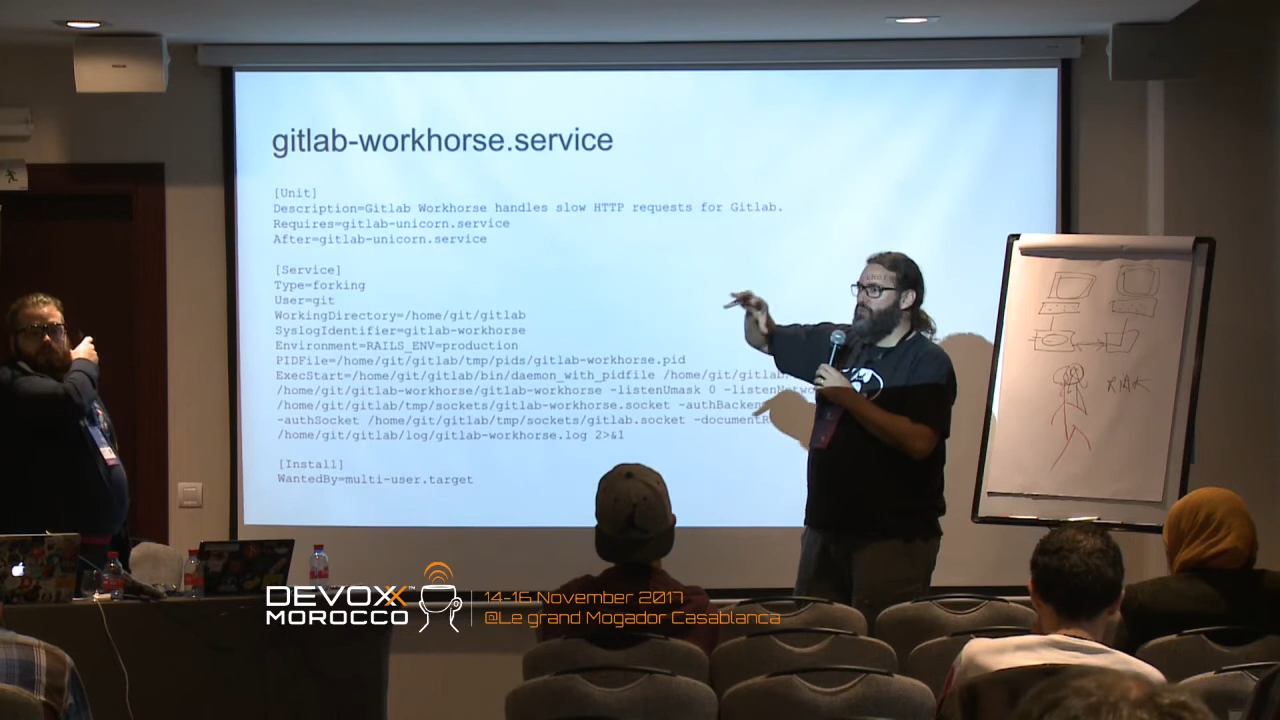 gitlab-workhorse.service
[Unit]
Description=Gitlab Workhorse handles slow HTTP requests for Gitlab.
Requires=gitlab-unicorn.service
After=gitlab-unicorn.service
[Service]
Type=forking
User=git
WorkingDirectory=/home/git/gitlab
SyslogIdentifier=gitlab-workhorse
Environment=RAILS_ENV=production
PIDFile=/home/git/gitlab/tmp/pids/gitlab-workhorse.pid
ExecStart=/home/git/gitlab/bin/daemon_with_pidfile /home/git/gitlab
/home/git/gitlab-workhorse/gitlab-workhorse -listenUmask 0 -listenNetwo
/home/git/gitlab/tmp/sockets/gitlab-workhorse.socket -authBacken
-authSocket /home/git/gitlab/tmp/sockets/gitlab.socket -documentR
/home/git/gitlab/log/gitlab-workhorse.log 2>&1
[Install]
WantedBy=multi-user.target
RIAK
DEVOXX™
MOROCCO
14-16 November 2017
@Le grand Mogador Casablanca